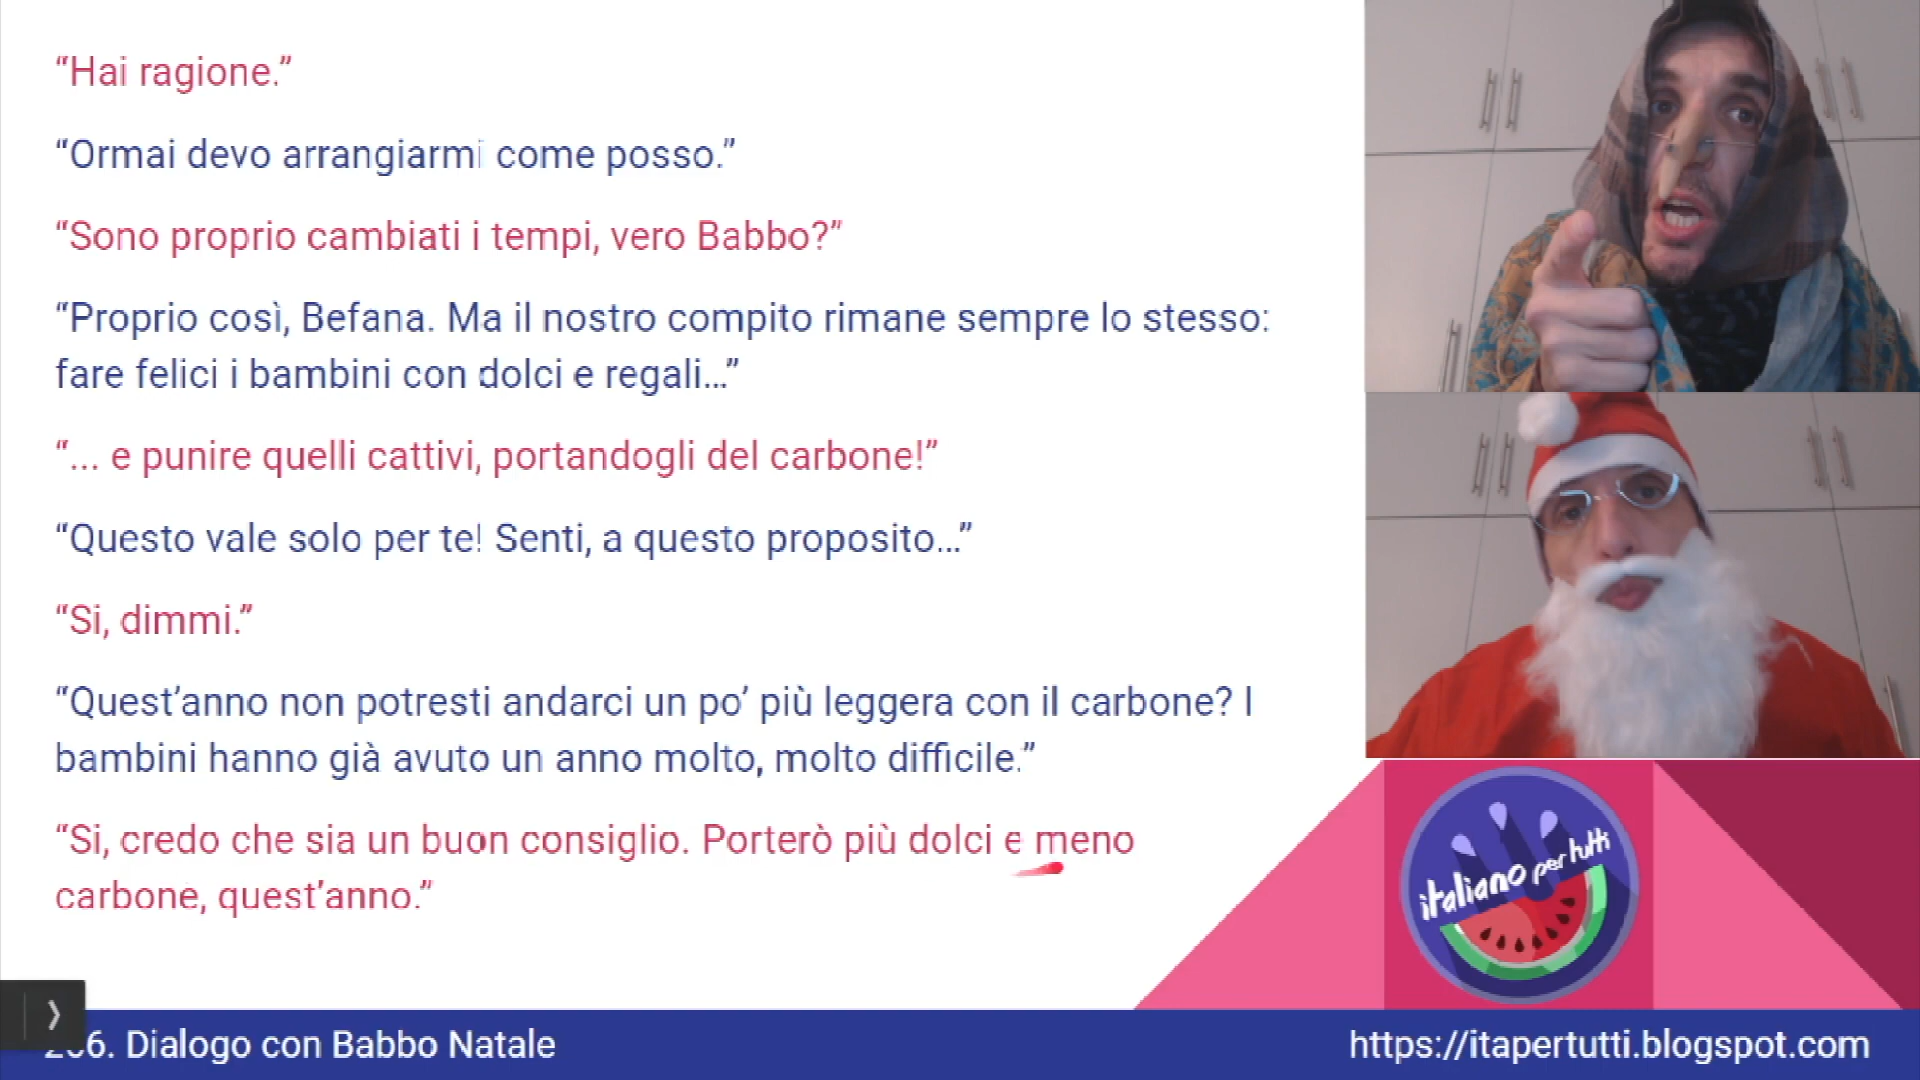 “Hai ragione.”
“Ormai devo arrangiarmi come posso.”
“Sono proprio cambiati i tempi, vero Babbo?”
“Proprio così, Befana. Ma il nostro compito rimane sempre lo stesso:
fare felici i bambini con dolci e regali…”
“... e punire quelli cattivi, portandogli del carbone!”
“Questo vale solo per te! Senti, a questo proposito…”
“Si, dimmi.”
“Quest’anno non potresti andarci un po’ più leggera con il carbone? I
bambini hanno già avuto un anno molto, molto difficile.”
“Si, credo che sia un buon consiglio. Porterò più dolci e meno
carbone, quest’anno.”
italiano per tutti
Dialogo con Babbo Natale
https://itapertutti.blogspot.com